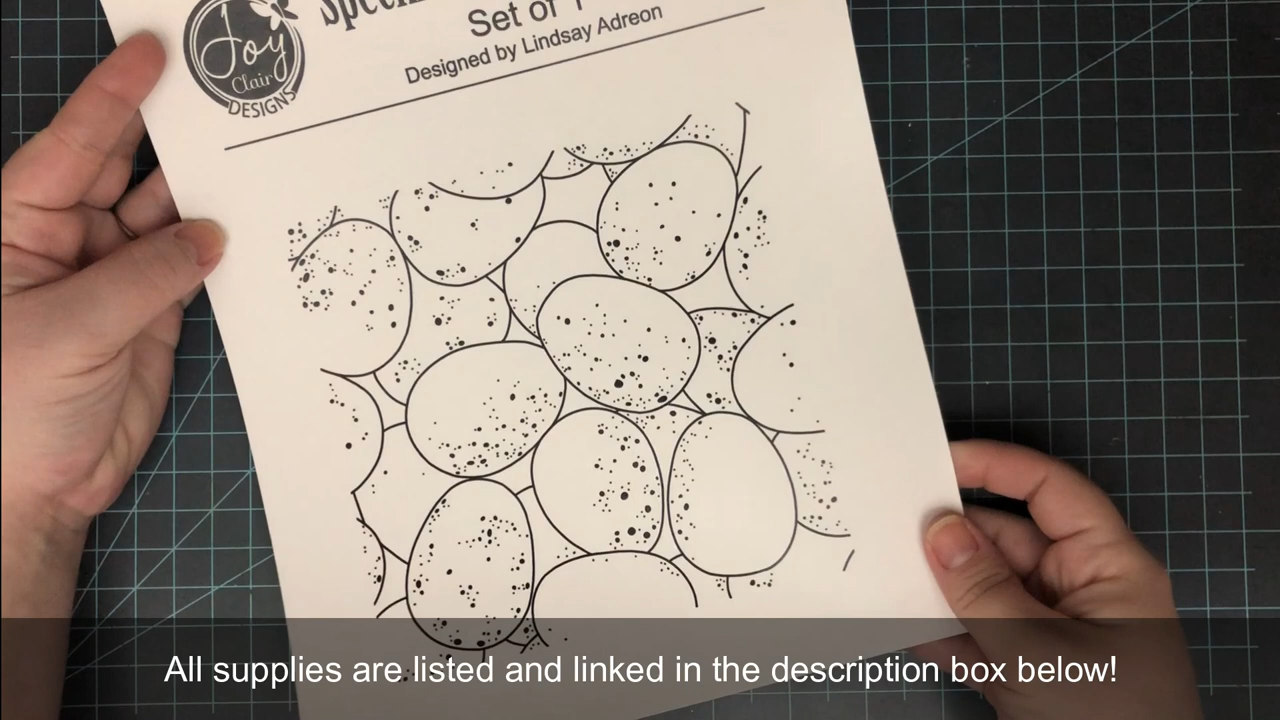 Joy
Clair
DESIGNS
Set of 1
Designed by Lindsay Adreon
All supplies are listed and linked in the description box below!